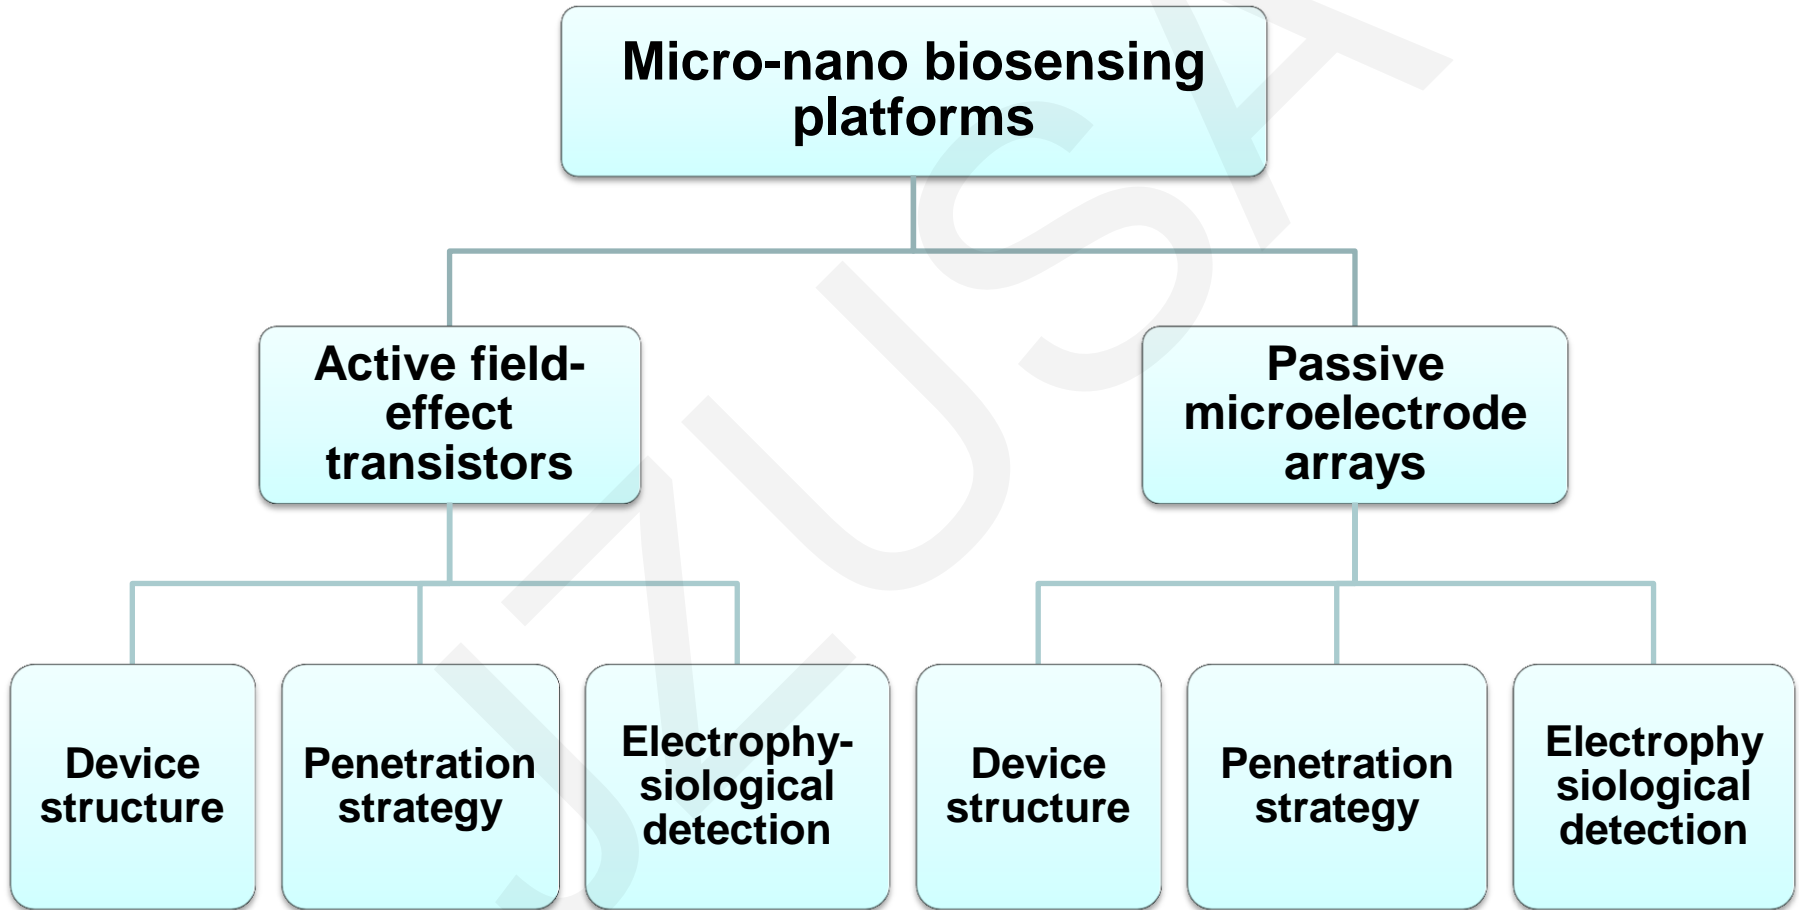 Micro-nano biosensing
platforms
Active field-
effect
transistors
Passive
microelectrode
arrays
Device
structure
Penetration
strategy
Electrophy-
siological
detection
Device
structure
Penetration
strategy
Electrophy
siological
detection
JZUSA